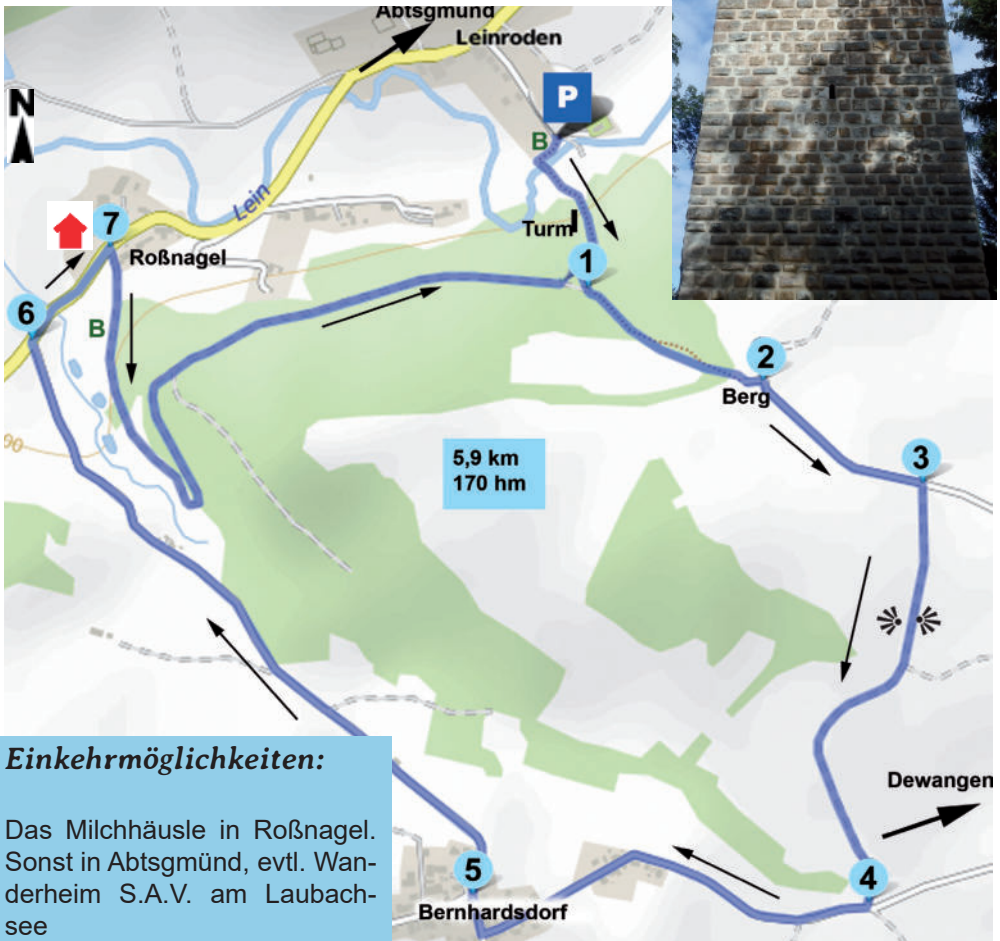 Abtsgmünd
Leinroden
N
P
B
Lein
Turm
1
7
Roßnagel
6
B
2
Berg
90
5,9 km
170 hm
3
Einkehrmöglichkeiten:
Das Milchhäusle in Roßnagel.
Sonst in Abtsgmünd, evtl. Wan-
derheim S.A.V. am Laubach-
see
Dewangen
4
5
Bernhardsdorf